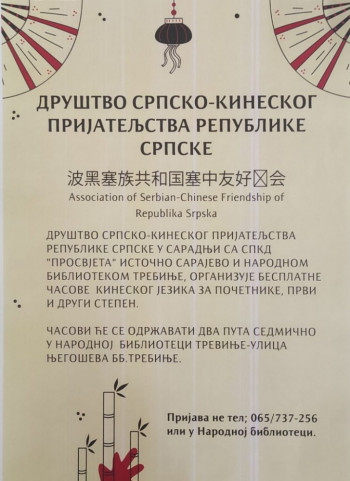 ДРУШТВО СРПСКО-КИНЕСКОГ
ПРИЈАТЕЉСТВА РЕПУБЛИКЕ
СРПСКЕ
波黑塞族共和国塞中友好☒会
Association of Serbian-Chinese Friendship of
Republika Srpska
ДРУШТВО СРПСКО-КИНЕСКОГ ПРИЈАТЕЉСТВА
РЕПУБЛИКЕ СРПСКЕ У САРАДЊИ СА СПКД
"ПРОСВЈЕТА" ИСТОЧНО САРАЈЕВО И НАРОДНОМ
БИБЛИОТЕКОМ ТРЕБИЊЕ, ОРГАНИЗУЈЕ БЕСПЛАТНЕ
ЧАСОВЕ КИНЕСКОГ ЈЕЗИКА ЗА ПОЧЕТНИКЕ, ПРВИ
И ДРУГИ СТЕПЕН.
ЧАСОВИ ЋЕ СЕ ОДРЖАВАТИ ДВА ПУТА СЕДМИЧНО
У НАРОДНОЈ БИБЛИОТЕЦИ ТРЕВИЊЕ-УЛИЦА
ЊЕГОШЕВА ББ.ТРЕБИЊЕ.
Пријава не тел; 065/737-256
или у Народној библиотеци.